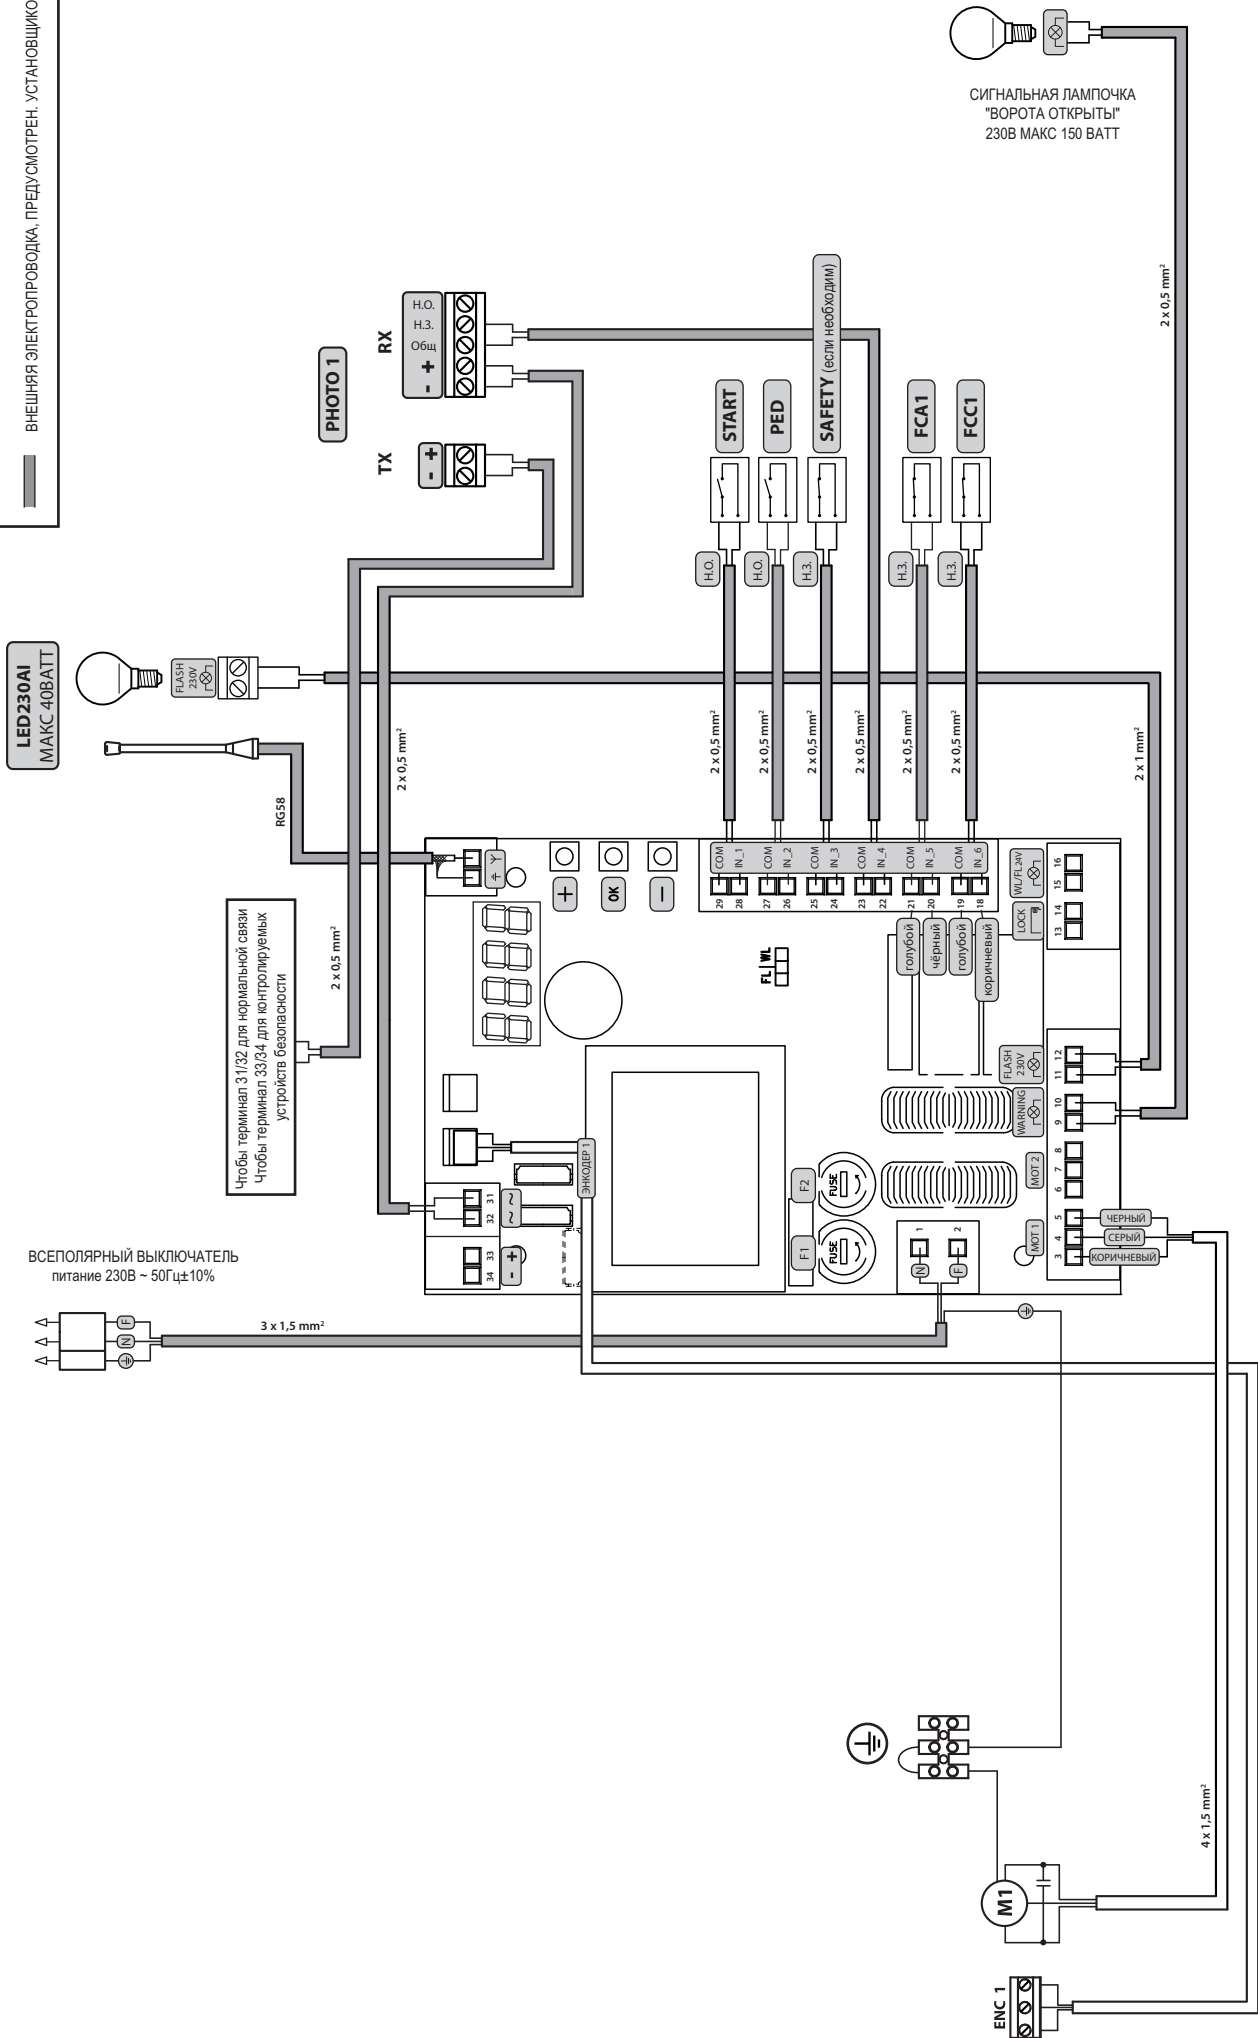 ВНЕШНЯЯ ЭЛЕКТРОПРОВОДКА, ПРЕДУСМОТРЕН. УСТАНОВЩИКО
СИГНАЛЬНАЯ ЛАМПОЧКА
"ВОРОТА ОТКРЫТЫ"
230В МАКС 150 ВАТТ
2 x 0,5 mm²
PHOTO 1
RX
Н.О.
Н.З.
Общ
+
-
TX
- +
START
PED
SAFETY (если необходим)
FCA1
FCC1
Н.О.
Н.О.
Н.З.
Н.З.
Н.З.
LED230AI
МАКС 40ВАТТ
FLASH
230V
RG58
2 x 0,5 mm²
2 x 0,5 mm²
2 x 0,5 mm²
2 x 0,5 mm²
2 x 0,5 mm²
2 x 0,5 mm²
2 x 0,5 mm²
2 x 0,5 mm²
2 x 1 mm²
Чтобы терминал 31/32 для нормальной связи
Чтобы терминал 33/34 для контролируемых
устройств безопасности
Y
+
OK
-
COM
IN_1
COM
IN_2
COM
IN_3
COM
IN_4
COM
IN_5
COM
IN_6
29
28
27
26
25
24
23
22
21
20
19
18
FL WL
голубой
чёрный
голубой
коричневый
WL/FL24V
LOCK
16
15
14
13
FLASH
230V
WARNING
12
11
10
9
8
7
6
5
4
3
MOT 2
MOT 1
ЧЕРНЫЙ
СЕРЫЙ
КОРИЧНЕВЫЙ
ЭНКОДЕР 1
31
32
33
34
~ ~
- +
F2
F1
FUSE
FUSE
1
2
N
F
ВСЕПОЛЯРНЫЙ ВЫКЛЮЧАТЕЛЬ
питание 230В ~ 50Гц±10%
F
N
3 x 1,5 mm²
4 x 1,5 mm²
M1
ENC 1